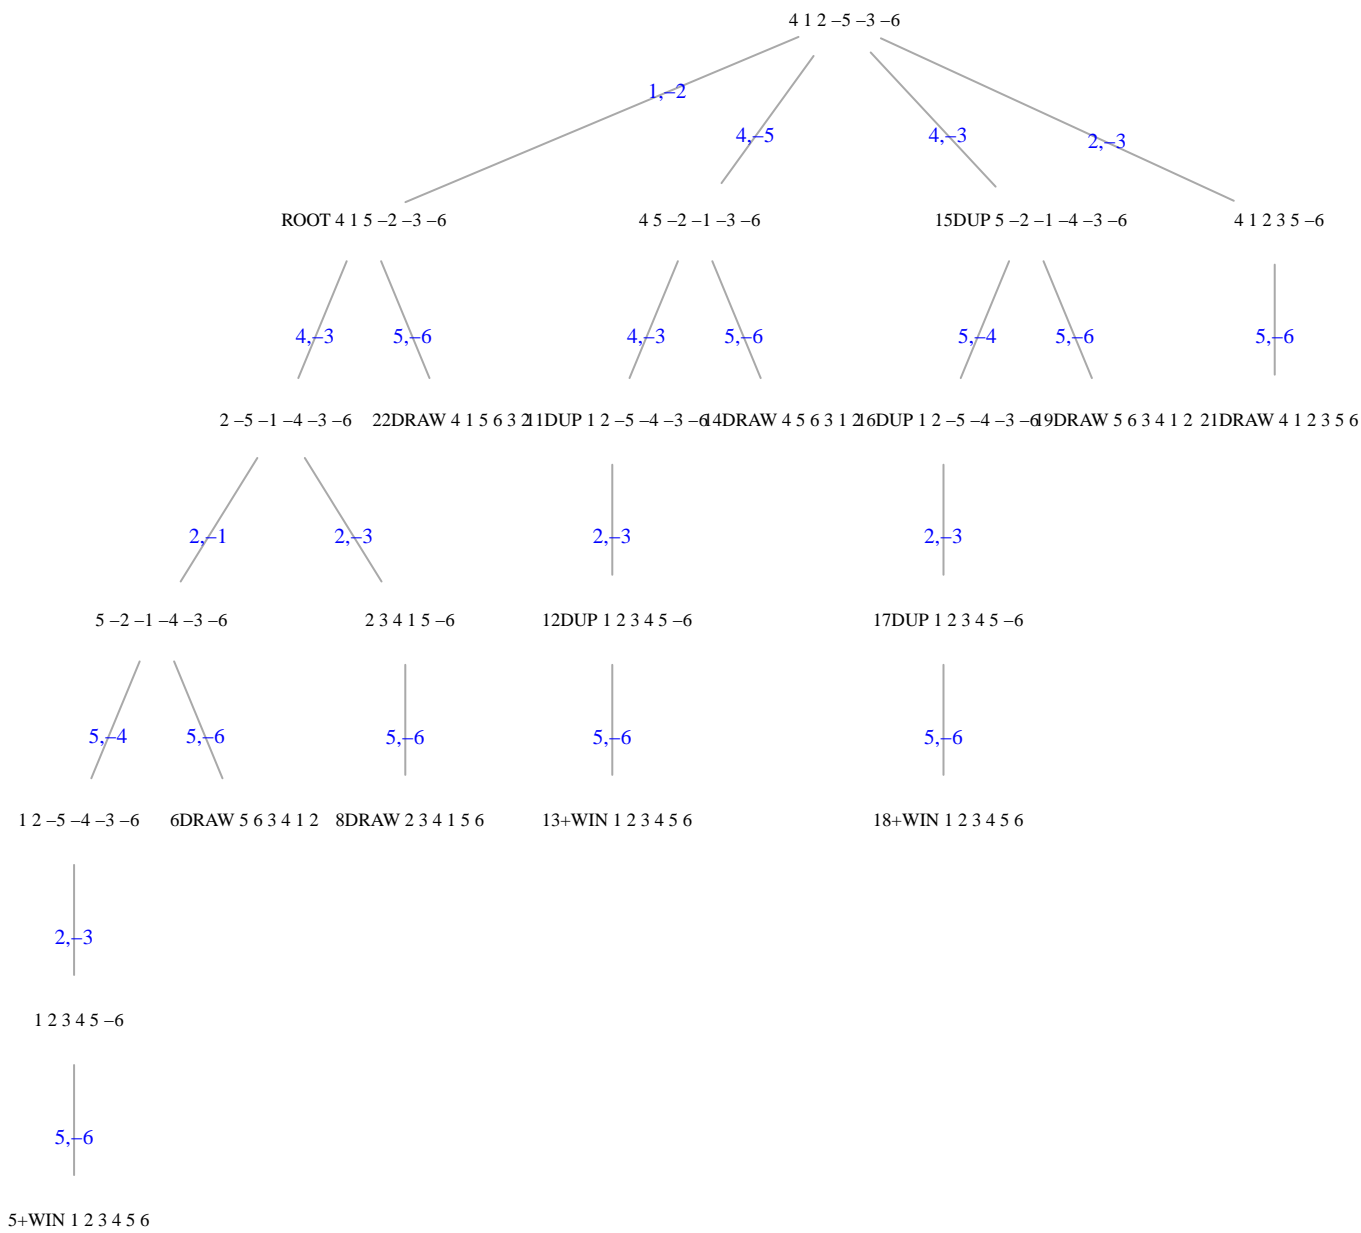 4 1 2 –5 –3 –6
1,–2
4,–5
4,–3
2,–3
ROOT 4 1 5 –2 –3 –6
4 5 –2 –1 –3 –6
15DUP 5 –2 –1 –4 –3 –6
4 1 2 3 5 –6
4,–3
5,–6
4,–3
5,–6
5,–4
5,–6
5,–6
2 –5 –1 –4 –3 –6
22DRAW 4 1 5 6 3 2
11DUP 1 2 –5 –4 –3 –6
14DRAW 4 5 6 3 1 2
16DUP 1 2 –5 –4 –3 –6
19DRAW 5 6 3 4 1 2
21DRAW 4 1 2 3 5 6
2,–1
2,–3
2,–3
2,–3
5 –2 –1 –4 –3 –6
2 3 4 1 5 –6
12DUP 1 2 3 4 5 –6
17DUP 1 2 3 4 5 –6
5,–4
5,–6
5,–6
5,–6
5,–6
1 2 –5 –4 –3 –6
6DRAW 5 6 3 4 1 2
8DRAW 2 3 4 1 5 6
13+WIN 1 2 3 4 5 6
18+WIN 1 2 3 4 5 6
2,–3
1 2 3 4 5 –6
5,–6
5+WIN 1 2 3 4 5 6